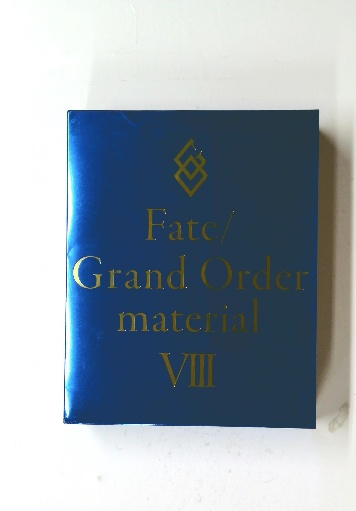 Fate/
Grand Order
material
VIII